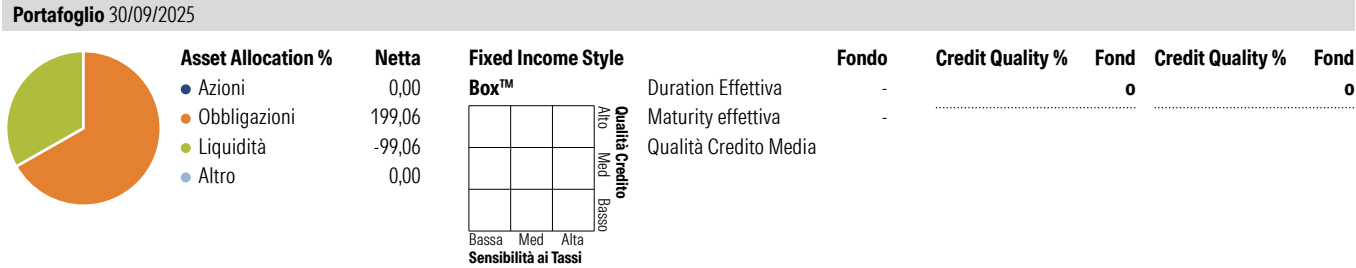 Portafoglio 30/09/2025
Asset Allocation % Netta
Azioni 0,00
Obbligazioni 199,06
Liquidità -99,06
Altro 0,00
Fixed Income Style
Box™
Alto Med Basso
Qualità Credito
Bassa Med Alta
Sensibilità ai Tassi
Fondo
Duration Effettiva -
Maturity effettiva -
Qualità Credito Media
Credit Quality % Fond
o
Credit Quality % Fond
o